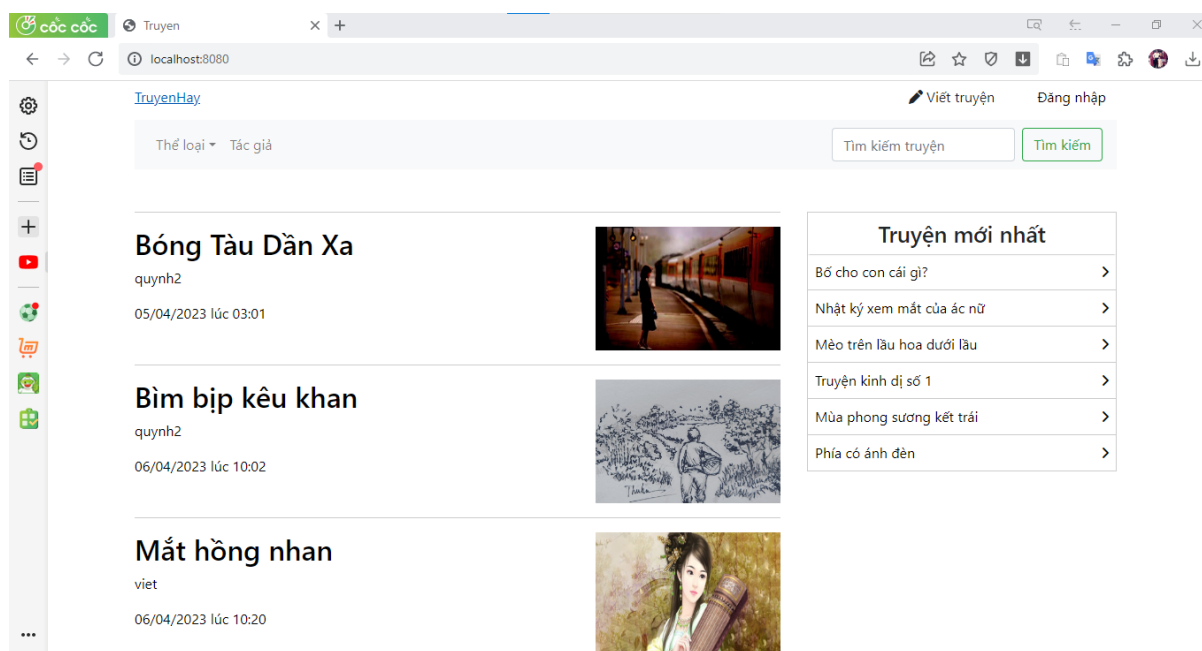 cốc cốc
Truyen
localhost:8080
TruyenHay
Viết truyện
Đăng nhập
Thể loại
Tác giả
Tìm kiếm truyện
Tìm kiếm
Bóng Tàu Dần Xa
quynh2
05/04/2023 lúc 03:01
Bìm bịp kêu khan
quynh2
06/04/2023 lúc 10:02
Thuân
Mắt hồng nhan
viet
06/04/2023 lúc 10:20
Truyện mới nhất
Bố cho con cái gì?
Nhật ký xem mắt của ác nữ
Mèo trên lầu hoa dưới lầu
Truyện kinh dị số 1
Mùa phong sương kết trái
Phía có ánh đèn